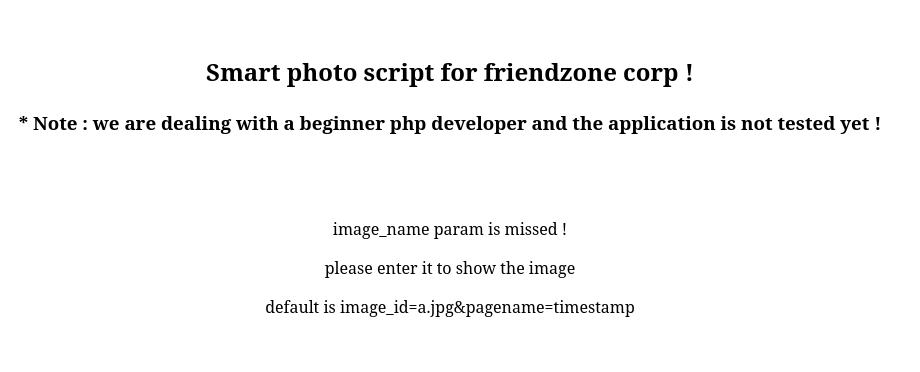 Smart photo script for friendzone corp !
* Note : we are dealing with a beginner php developer and the application is not tested yet !
image_name param is missed !
please enter it to show the image
default is image_id=a.jpg&pagename=timestamp